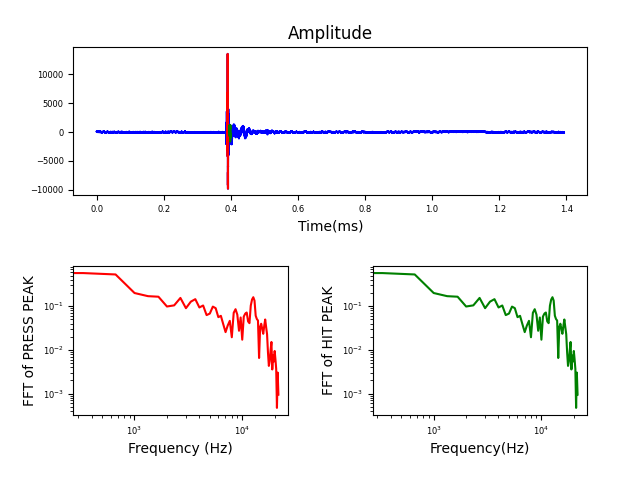 Amplitude
10000
5000
0
−5000
−10000
0.0 0.2 0.4 0.6 0.8 1.0 1.2 1.4
Time(ms)
FFT of PRESS PEAK
10⁻¹
10⁻²
10⁻³
10³ 10⁴
Frequency (Hz)
FFT of HIT PEAK
10⁻¹
10⁻²
10⁻³
10³ 10⁴
Frequency(Hz)